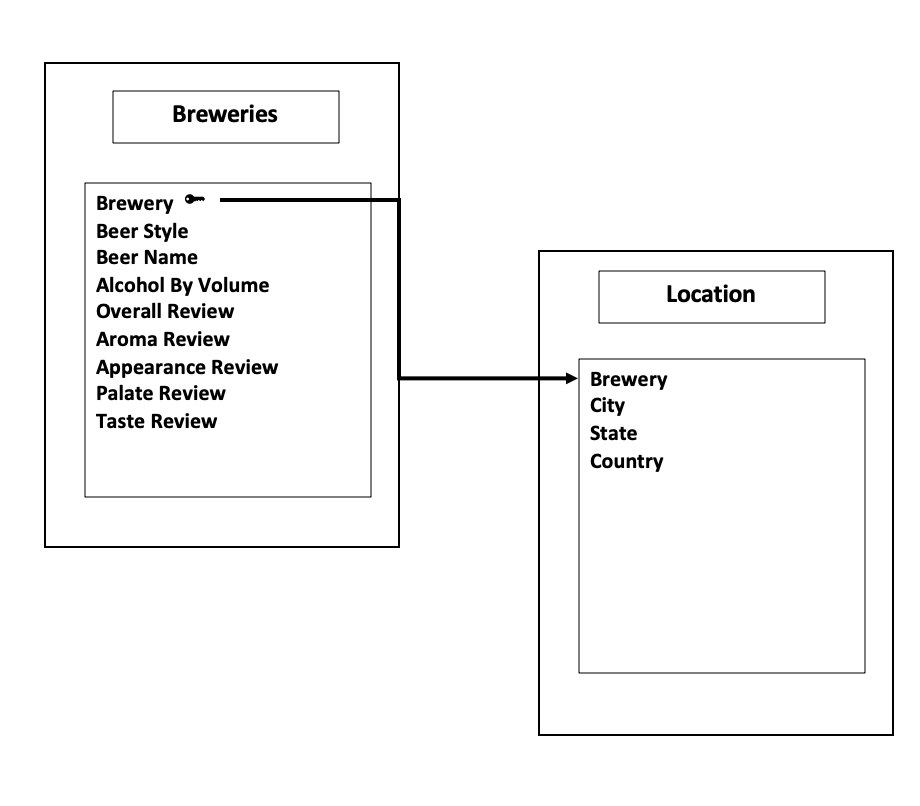 Breweries
Brewery
Beer Style
Beer Name
Alcohol By Volume
Overall Review
Aroma Review
Appearance Review
Palate Review
Taste Review
Location
Brewery
City
State
Country